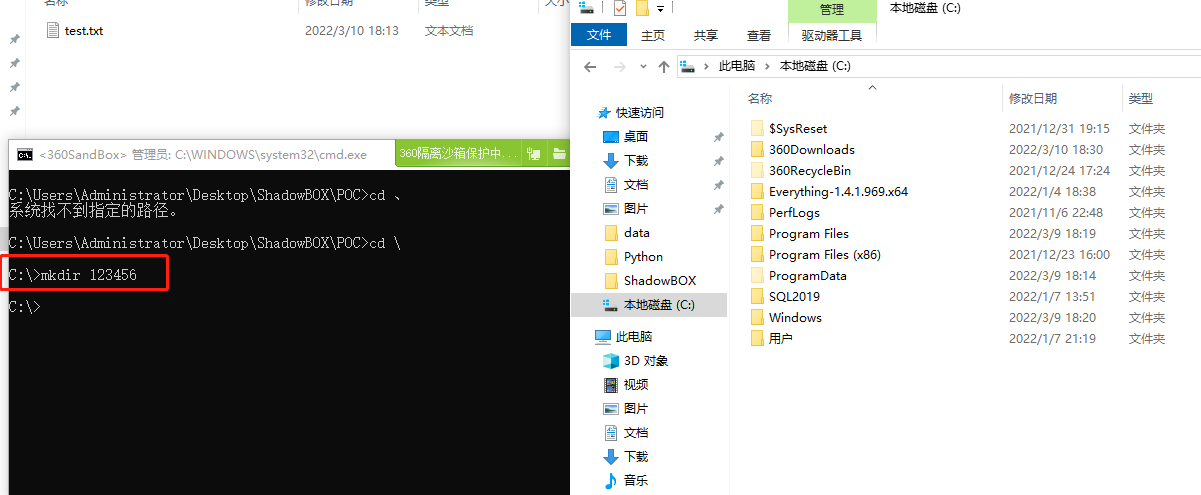 名称 修改日期 类型 大小
test.txt 2022/3/10 18:13 文本文档
<360SandBox> 管理员: C:\WINDOWS\system32\cmd.exe 360隔离沙箱保护中...
C:\Users\Administrator\Desktop\ShadowBOX\POC>cd 、
系统找不到指定的路径。
C:\Users\Administrator\Desktop\ShadowBOX\POC>cd \
C:\>mkdir 123456
C:\>
管理 本地磁盘 (C:)
文件 主页 共享 查看 驱动器工具
此电脑 本地磁盘 (C:)
快速访问
桌面
下载
文档
图片
data
Python
ShadowBOX
本地磁盘 (C:)
此电脑
3D 对象
视频
图片
文档
下载
音乐
名称 修改日期 类型
$SysReset 2021/12/31 19:15 文件夹
360Downloads 2022/3/10 18:30 文件夹
360RecycleBin 2021/12/24 17:24 文件夹
Everything-1.4.1.969.x64 2022/1/4 18:38 文件夹
PerfLogs 2021/11/6 22:48 文件夹
Program Files 2022/3/9 18:19 文件夹
Program Files (x86) 2021/12/23 16:00 文件夹
ProgramData 2022/3/9 18:14 文件夹
SQL2019 2022/1/7 13:51 文件夹
Windows 2022/3/9 18:20 文件夹
用户 2022/1/7 21:19 文件夹